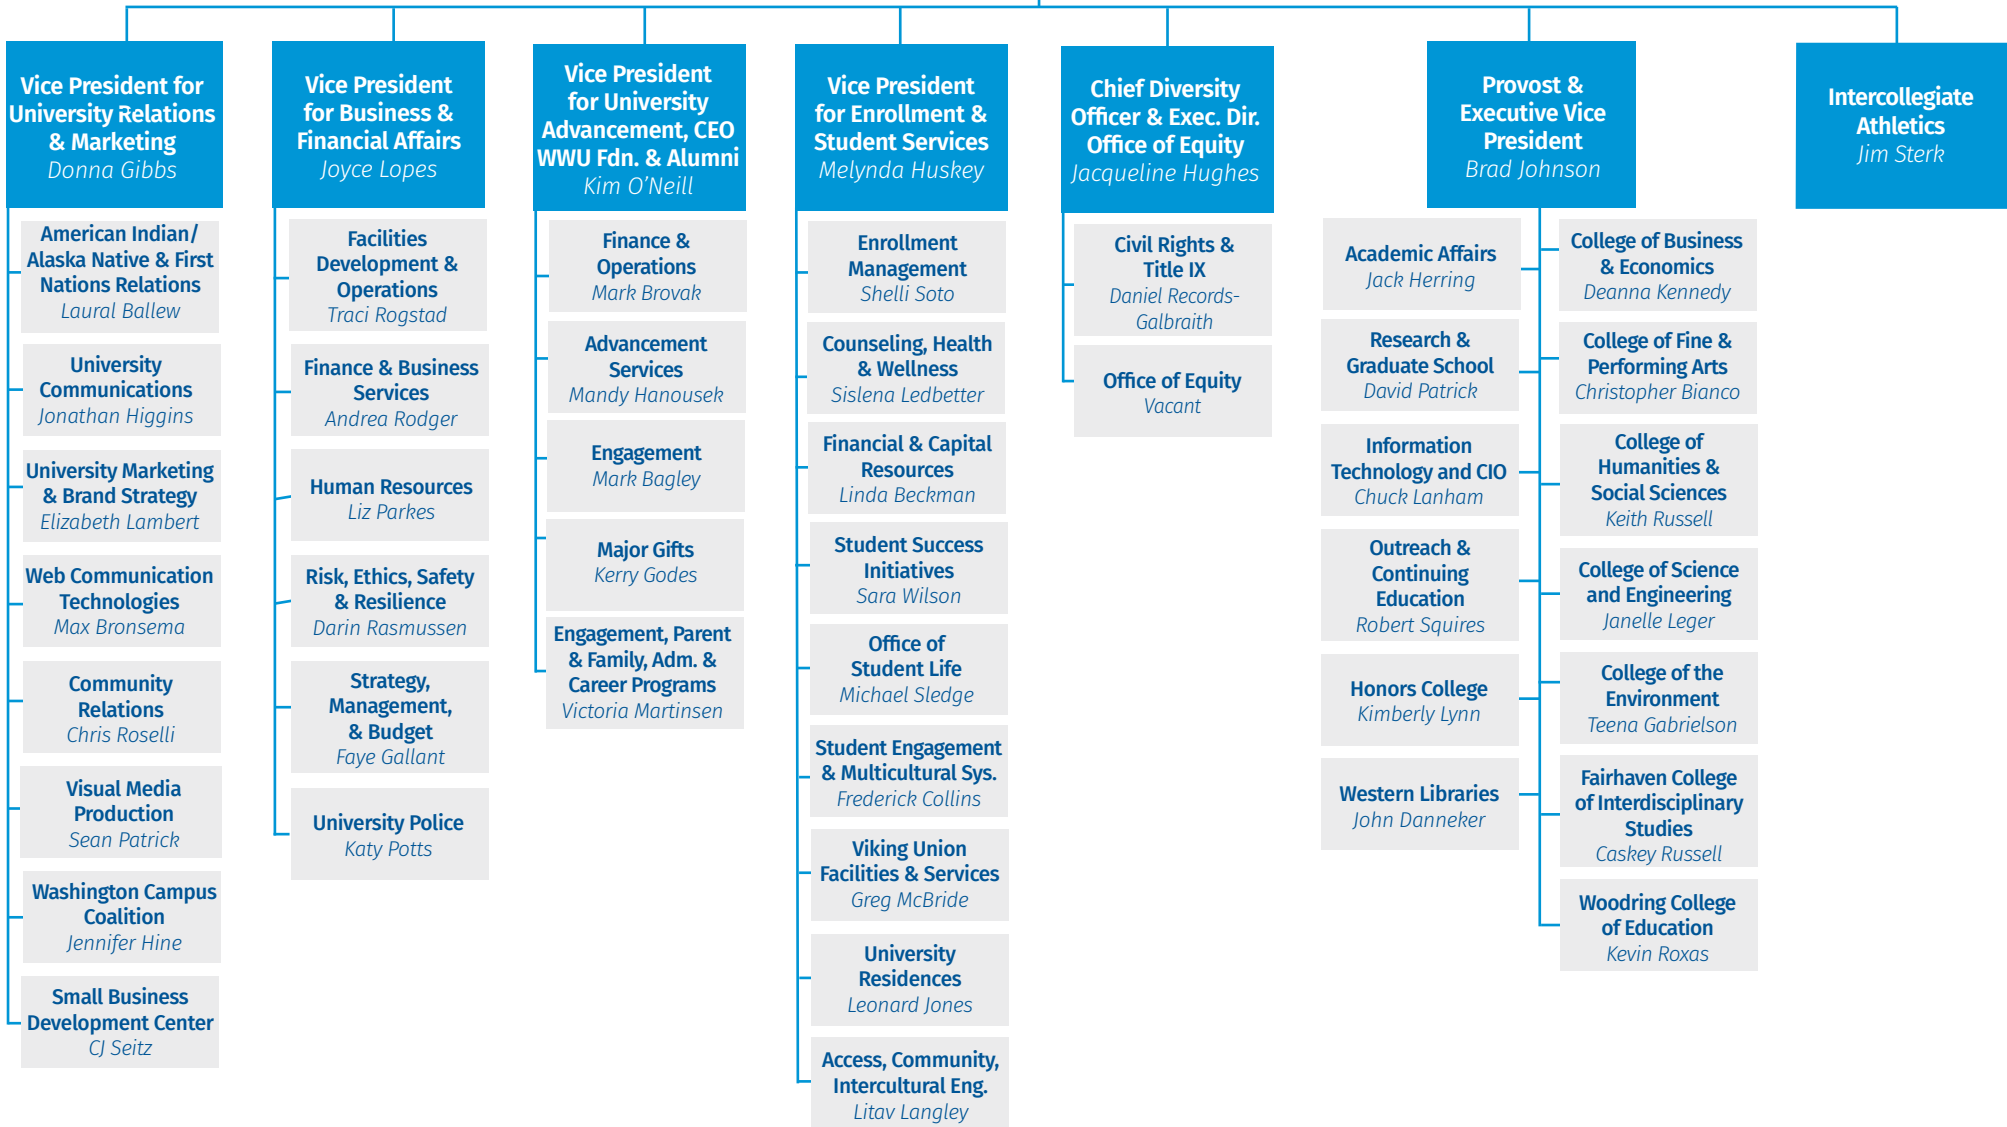 Vice President for
University Relations
& Marketing
Donna Gibbs
American Indian/
Alaska Native & First
Nations Relations
Laural Ballew
University
Communications
Jonathan Higgins
University Marketing
& Brand Strategy
Elizabeth Lambert
Web Communication
Technologies
Max Bronsema
Community
Relations
Chris Roselli
Visual Media
Production
Sean Patrick
Washington Campus
Coalition
Jennifer Hine
Small Business
Development Center
CJ Seitz
Vice President
for Business &
Financial Affairs
Joyce Lopes
Facilities
Development &
Operations
Traci Rogstad
Finance & Business
Services
Andrea Rodger
Human Resources
Liz Parkes
Risk, Ethics, Safety
& Resilience
Darin Rasmussen
Strategy,
Management,
& Budget
Faye Gallant
University Police
Katy Potts
Vice President
for University
Advancement, CEO
WWU Fdn. & Alumni
Kim O'Neill
Finance &
Operations
Mark Brovak
Advancement
Services
Mandy Hanousek
Engagement
Mark Bagley
Major Gifts
Kerry Godes
Engagement, Parent
& Family, Adm. &
Career Programs
Victoria Martinsen
Vice President
for Enrollment &
Student Services
Melynda Huskey
Enrollment
Management
Shelli Soto
Counseling, Health
& Wellness
Sislena Ledbetter
Financial & Capital
Resources
Linda Beckman
Student Success
Initiatives
Sara Wilson
Office of
Student Life
Michael Sledge
Student Engagement
& Multicultural Sys.
Frederick Collins
Viking Union
Facilities & Services
Greg McBride
University
Residences
Leonard Jones
Access, Community,
Intercultural Eng.
Litav Langley
Chief Diversity
Officer & Exec. Dir.
Office of Equity
Jacqueline Hughes
Civil Rights &
Title IX
Daniel Records-
Galbraith
Office of Equity
Vacant
Provost &
Executive Vice
President
Brad Johnson
Academic Affairs
Jack Herring
Research &
Graduate School
David Patrick
Information
Technology and CIO
Chuck Lanham
Outreach &
Continuing
Education
Robert Squires
Honors College
Kimberly Lynn
Western Libraries
John Danneker
College of Business
& Economics
Deanna Kennedy
College of Fine &
Performing Arts
Christopher Bianco
College of
Humanities &
Social Sciences
Keith Russell
College of Science
and Engineering
Janelle Leger
College of the
Environment
Teena Gabrielson
Fairhaven College
of Interdisciplinary
Studies
Caskey Russell
Woodring College
of Education
Kevin Roxas
Intercollegiate
Athletics
Jim Sterk